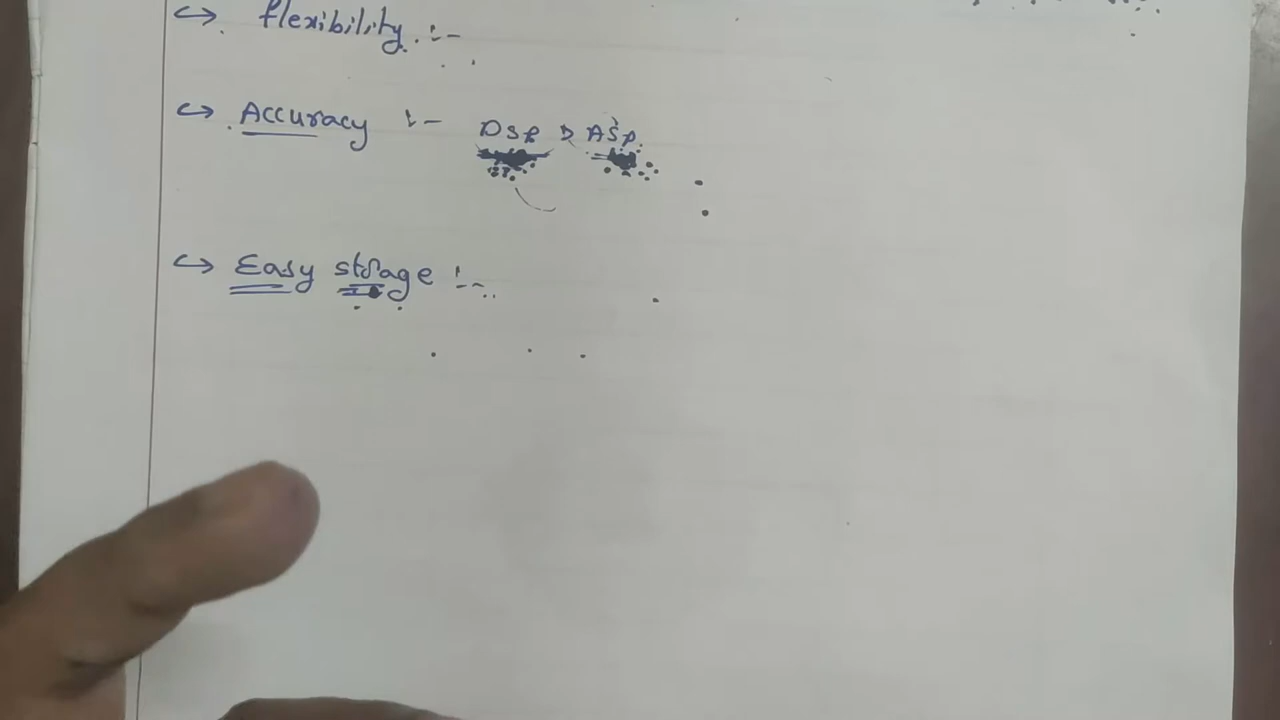 ↪ flexibility :-
↪ Accuracy :- DSP > ASP.
↪ Easy storage :-